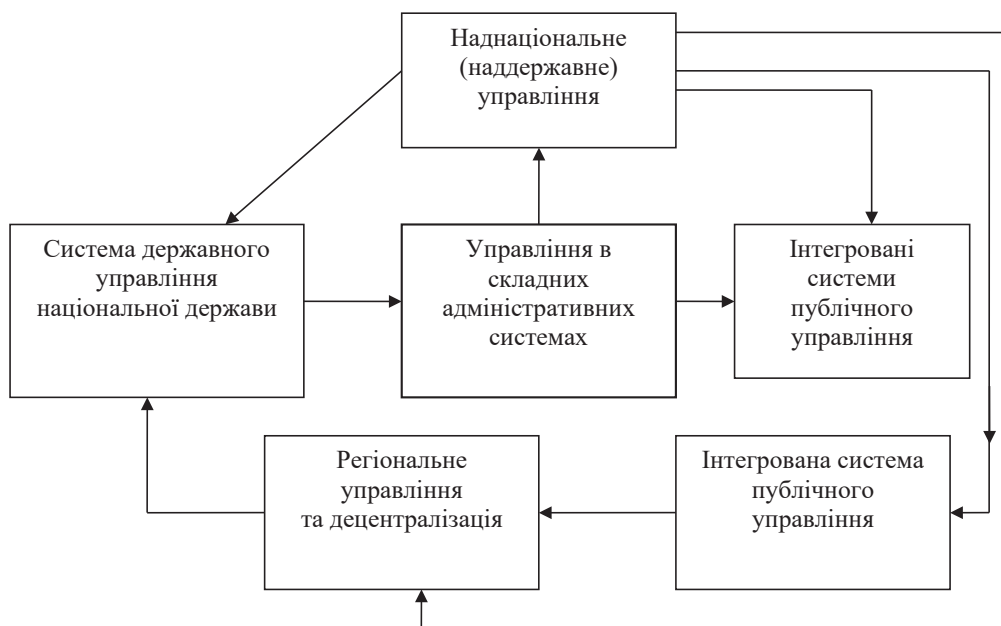 Наднаціональне
(наддержавне)
управління
Система державного
управління
національної держави
Управління в
складних
адміністративних
системах
Інтегровані
системи
публічного
управління
Регіональне
управління
та децентралізація
Інтегрована система
публічного
управління